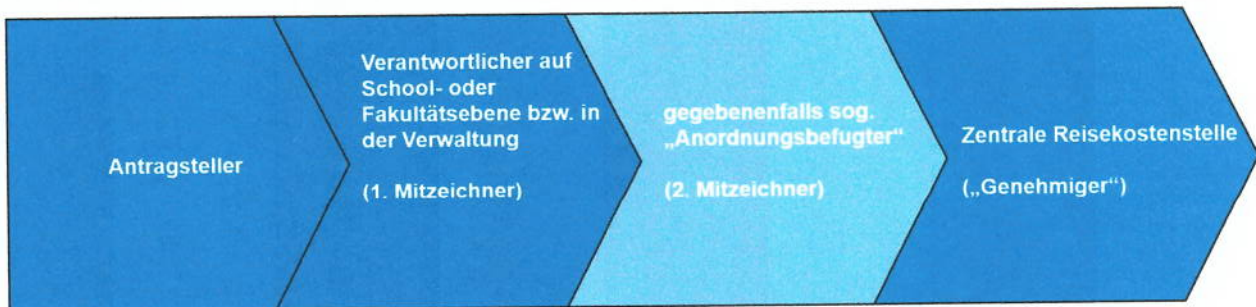 Antragsteller
Verantwortlicher auf
School- oder
Fakultätsebene bzw. in
der Verwaltung
(1. Mitzeichner)
gegebenenfalls sog.
„Anordnungsbefugter“
(2. Mitzeichner)
Zentrale Reisekostenstelle
(„Genehmiger“)